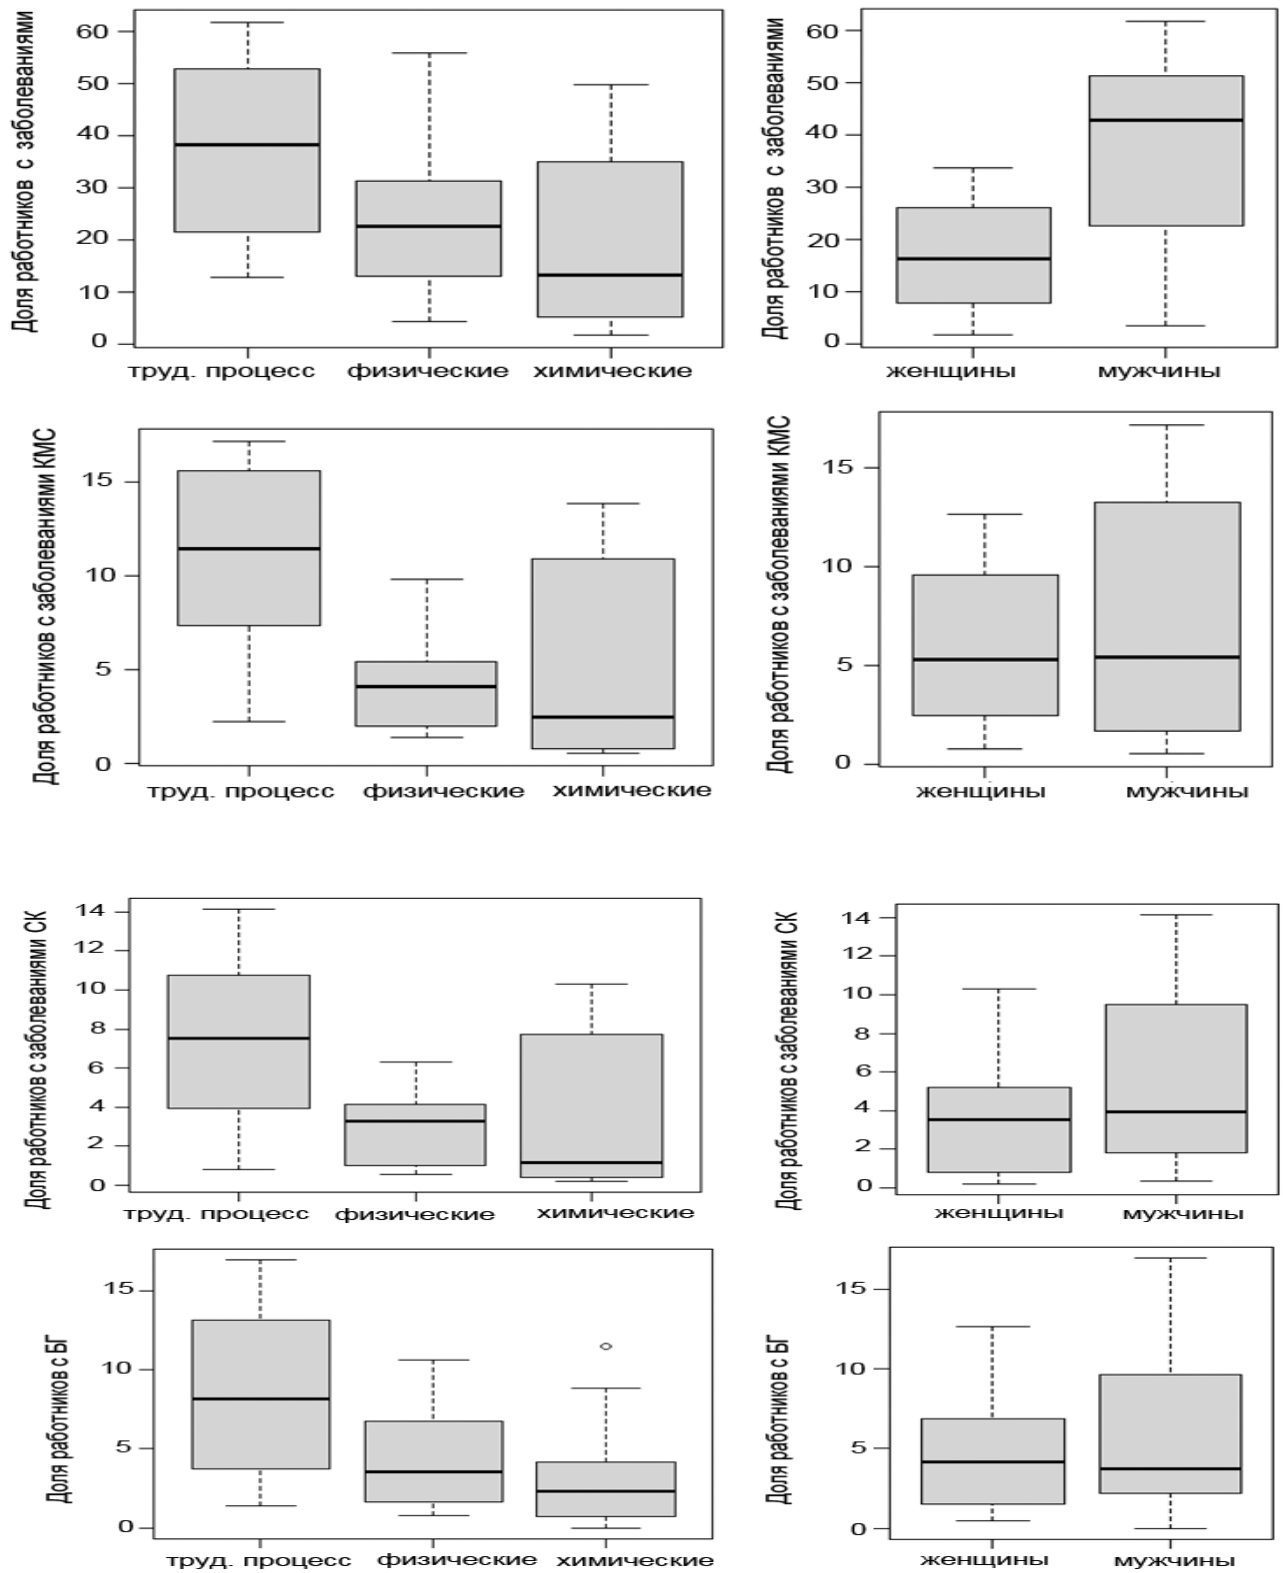 Доля работников с заболеваниями
60
50
40
30
20
10
0
труд. процесс физические химические
Доля работников с заболеваниями
60
50
40
30
20
10
0
женщины мужчины
Доля работников с заболеваниями КМС
15
10
5
0
труд. процесс физические химические
Доля работников с заболеваниями КМС
15
10
5
0
женщины мужчины
Доля работников с заболеваниями СК
14
12
10
8
6
4
2
0
труд. процесс физические химические
Доля работников с заболеваниями СК
14
12
10
8
6
4
2
0
женщины мужчины
Доля работников с БГ
15
10
5
0
труд. процесс физические химические
Доля работников с БГ
15
10
5
0
женщины мужчины